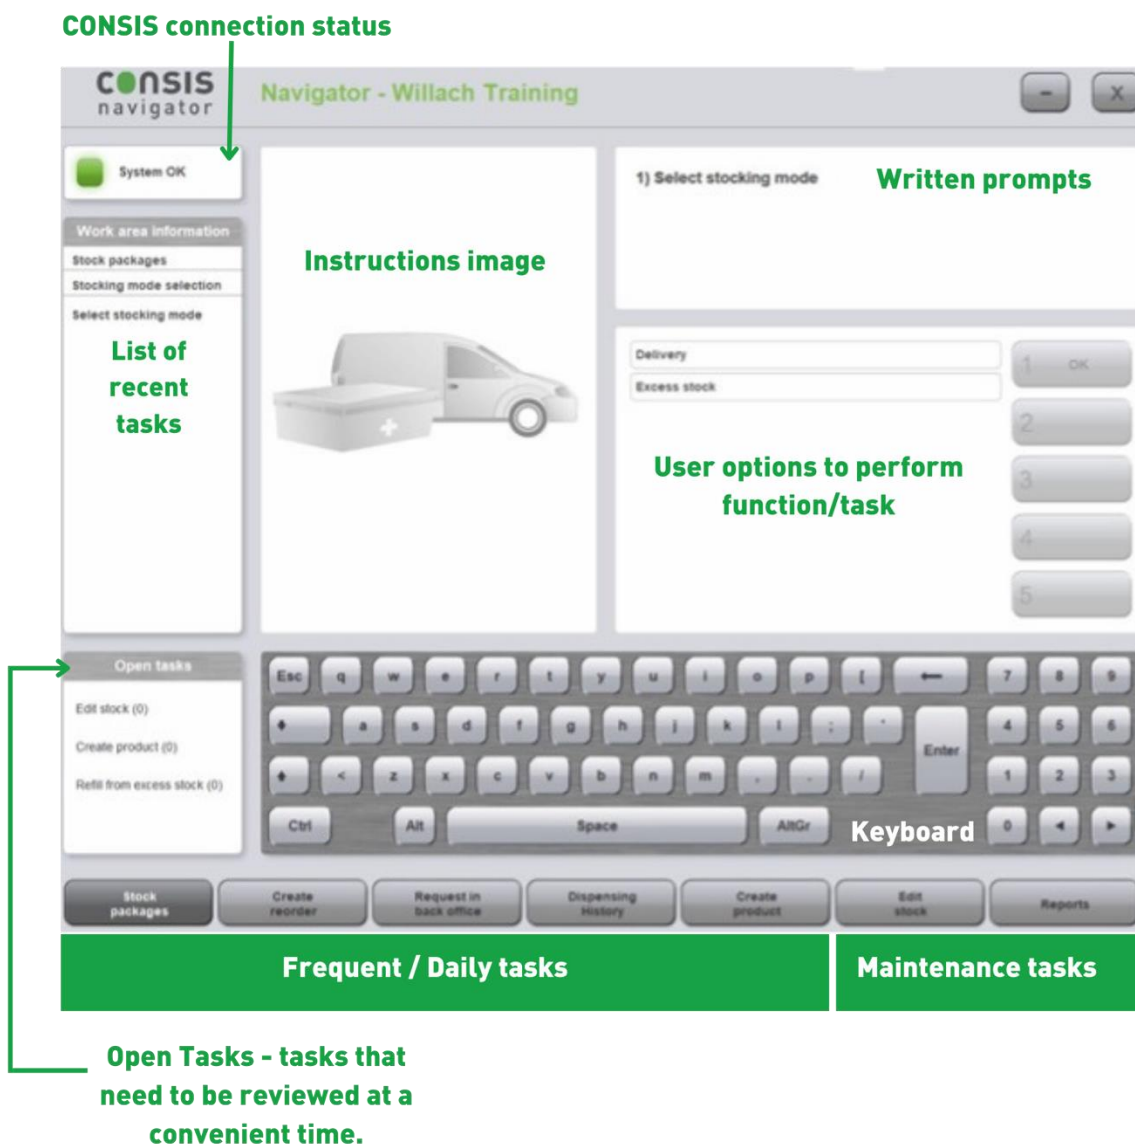 CONSIS connection status
CONSIS
navigator
Navigator - Willach Training
-
X
System OK
1) Select stocking mode
Written prompts
Work area information
Stock packages
Stocking mode selection
Select stocking mode
List of
recent
tasks
Instructions image
Delivery
Excess stock
1 OK
2
3
4
5
User options to perform
function/task
Open tasks
Edit stock (0)
Create product (0)
Refill from excess stock (0)
Esc q w e r t y u i o p [ ← 7 8 9
a s d f g h j k l ; ' Enter 4 5 6
< z x c v b n m , . / 1 2 3
Ctrl Alt Space AltGr Keyboard 0 ◄ ►
Stock
packages
Create
reorder
Request in
back office
Dispensing
History
Create
product
Edit
stock
Reports
Frequent / Daily tasks
Maintenance tasks
Open Tasks - tasks that
need to be reviewed at a
convenient time.